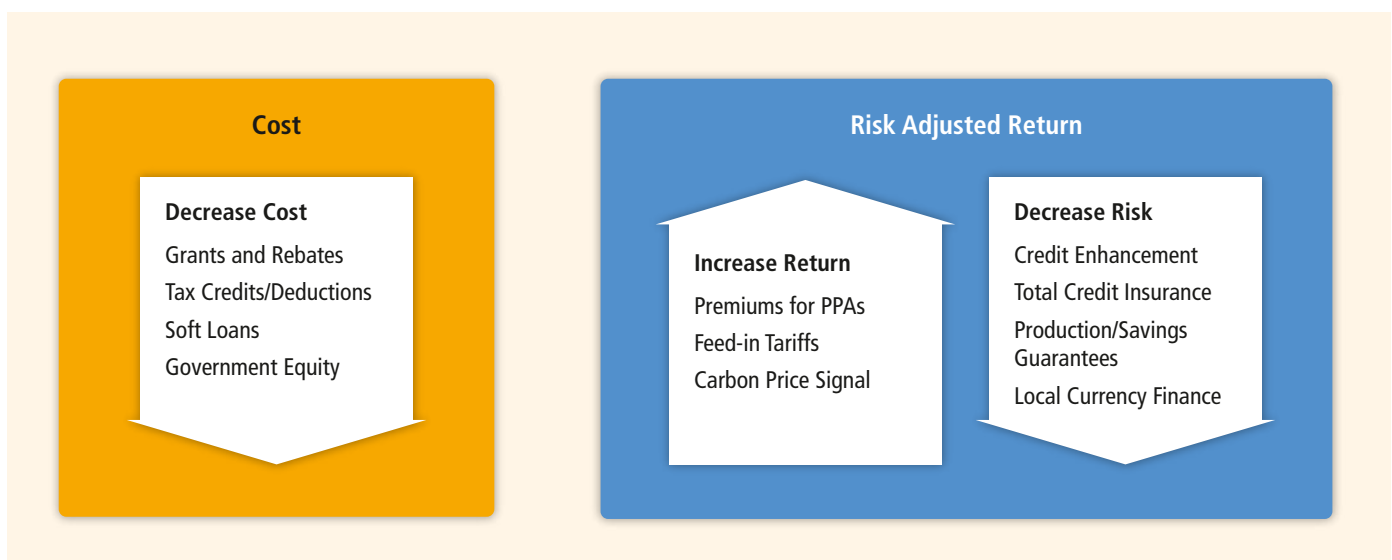 Cost
Decrease Cost
Grants and Rebates
Tax Credits/Deductions
Soft Loans
Government Equity
Risk Adjusted Return
Increase Return
Premiums for PPAs
Feed-in Tariffs
Carbon Price Signal
Decrease Risk
Credit Enhancement
Total Credit Insurance
Production/Savings
Guarantees
Local Currency Finance